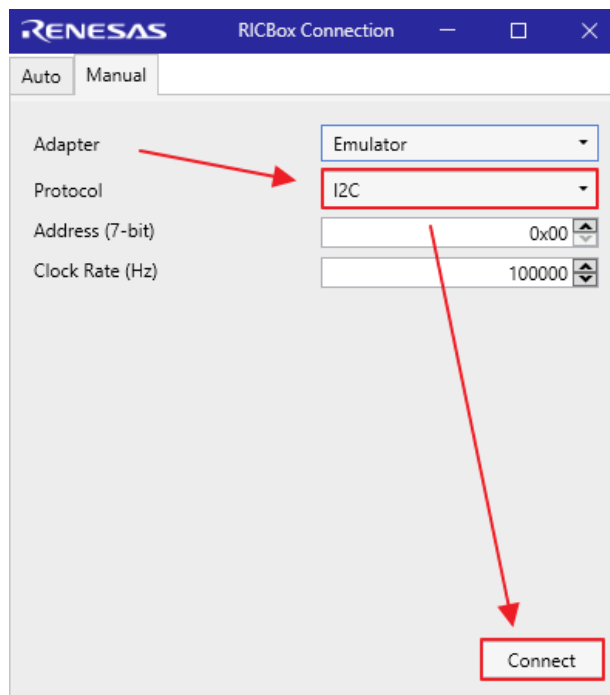 RENESAS RICBox Connection
Auto Manual
Adapter Emulator
Protocol I2C
Address (7-bit) 0x00
Clock Rate (Hz) 100000
Connect